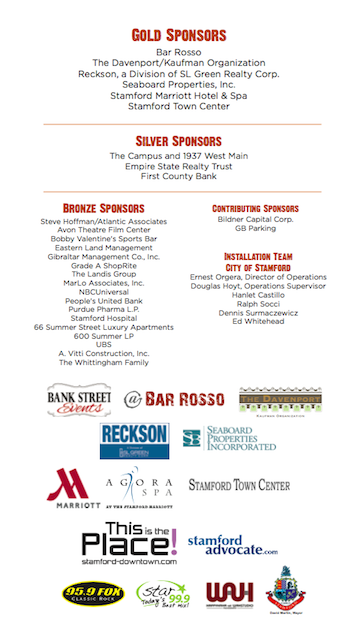 GOLD SPONSORS
Bar Rosso
The Davenport/Kaufman Organization
Reckson, a Division of SL Green Realty Corp.
Seaboard Properties, Inc.
Stamford Marriott Hotel & Spa
Stamford Town Center
SILVER SPONSORS
The Campus and 1937 West Main
Empire State Realty Trust
First County Bank
BRONZE SPONSORS
Steve Hoffman/Atlantic Associates
Avon Theatre Film Center
Bobby Valentine's Sports Bar
Eastern Land Management
Gibraltar Management Co., Inc.
Grade A ShopRite
The Landis Group
MarLo Associates, Inc.
NBCUniversal
People's United Bank
Purdue Pharma L.P.
Stamford Hospital
66 Summer Street Luxury Apartments
600 Summer LP
UBS
A. Vitti Construction, Inc.
The Whittingham Family
CONTRIBUTING SPONSORS
Bildner Capital Corp.
GB Parking
INSTALLATION TEAM
CITY OF STAMFORD
Ernest Orgera, Director of Operations
Douglas Hoyt, Operations Supervisor
Hanlet Castillo
Ralph Socci
Dennis Surmaczewicz
Ed Whitehead
BANK STREET
Events
@ BAR ROSSO
THE DAVENPORT
KAUFMAN ORGANIZATION
RECKSON
SL GREEN
SEABOARD
PROPERTIES
INCORPORATED
MARRIOTT
AGORA
SPA
AT THE STAMFORD MARRIOTT
STAMFORD TOWN CENTER
This is the
Place!
stamford-downtown.com
stamford
advocate.com
95.9 FOX
CLASSIC ROCK
star 99.9
Today's best mix!
David Martin, Mayor